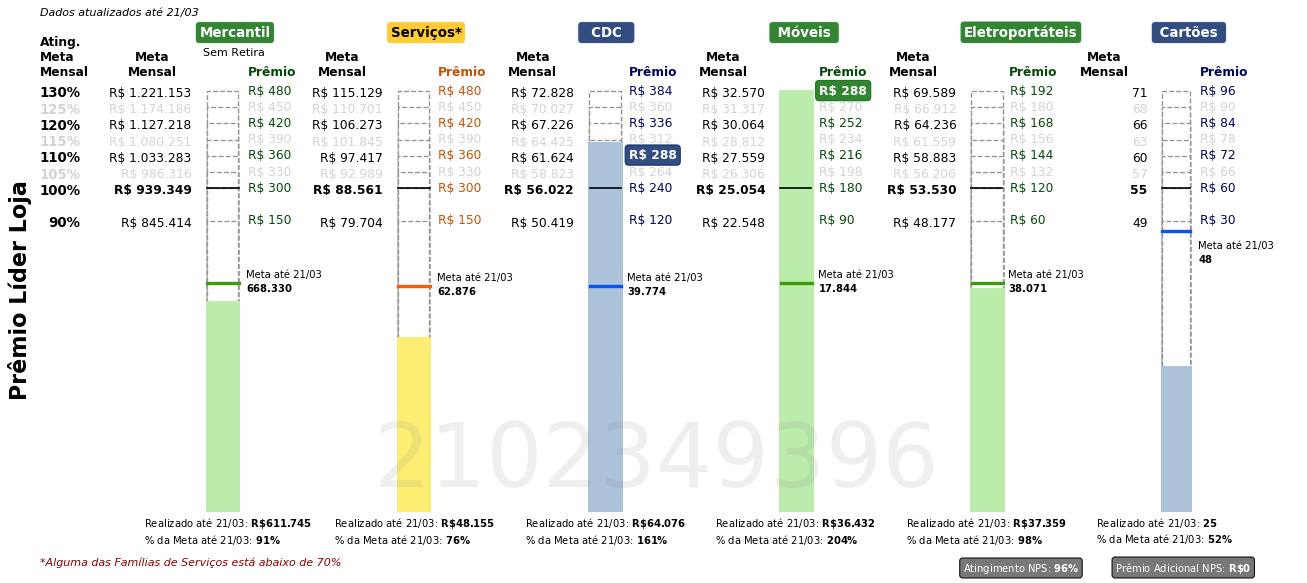 Dados atualizados até 21/03
Mercantil Serviços* CDC Móveis Eletroportáteis Cartões
Sem Retira
Ating. Meta Mensal
Meta Mensal Prêmio Meta Mensal Prêmio Meta Mensal Prêmio Meta Mensal Prêmio Meta Mensal Prêmio Meta Mensal Prêmio
130% R$ 1.221.153 R$ 480 R$ 115.129 R$ 480 R$ 72.828 R$ 384 R$ 32.570 R$ 288 R$ 69.589 R$ 192 71 R$ 96
125% R$ 1.174.186 R$ 450 R$ 110.701 R$ 450 R$ 70.027 R$ 360 R$ 31.317 R$ 270 R$ 66.912 R$ 180 68 R$ 90
120% R$ 1.127.218 R$ 420 R$ 106.273 R$ 420 R$ 67.226 R$ 336 R$ 30.064 R$ 252 R$ 64.236 R$ 168 66 R$ 84
115% R$ 1.080.251 R$ 390 R$ 101.845 R$ 390 R$ 64.425 R$ 312 R$ 28.812 R$ 234 R$ 61.559 R$ 156 63 R$ 78
110% R$ 1.033.283 R$ 360 R$ 97.417 R$ 360 R$ 61.624 R$ 288 R$ 27.559 R$ 216 R$ 58.883 R$ 144 60 R$ 72
105% R$ 986.316 R$ 330 R$ 92.989 R$ 330 R$ 58.823 R$ 264 R$ 26.306 R$ 198 R$ 56.206 R$ 132 57 R$ 66
100% R$ 939.349 R$ 300 R$ 88.561 R$ 300 R$ 56.022 R$ 240 R$ 25.054 R$ 180 R$ 53.530 R$ 120 55 R$ 60
90% R$ 845.414 R$ 150 R$ 79.704 R$ 150 R$ 50.419 R$ 120 R$ 22.548 R$ 90 R$ 48.177 R$ 60 49 R$ 30
Prêmio Líder Loja
Meta até 21/03 Meta até 21/03 Meta até 21/03 Meta até 21/03 Meta até 21/03 Meta até 21/03
668.330 62.876 39.774 17.844 38.071 48
2102349396
Realizado até 21/03: R$611.745 Realizado até 21/03: R$48.155 Realizado até 21/03: R$64.076 Realizado até 21/03: R$36.432 Realizado até 21/03: R$37.359 Realizado até 21/03: 25
% da Meta até 21/03: 91% % da Meta até 21/03: 76% % da Meta até 21/03: 161% % da Meta até 21/03: 204% % da Meta até 21/03: 98% % da Meta até 21/03: 52%
*Alguma das Famílias de Serviços está abaixo de 70% Atingimento NPS: 96% Prêmio Adicional NPS: R$0